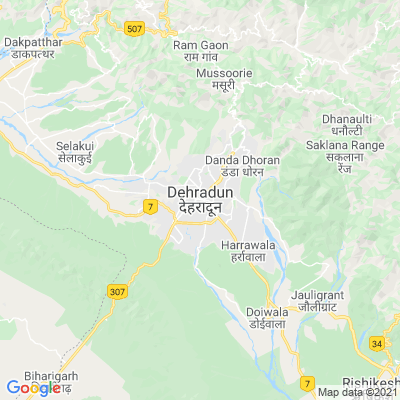 507
Dakpatthar
डाकपत्थर
Ram Gaon
राम गांव
Mussoorie
मसूरी
Dhanaulti
धनौल्टी
Selakui
सेलाकुई
Saklana Range
सकलाना
रेंज
Danda Dhoran
डंडा धोरन
Dehradun
देहरादून
7
Harrawala
हर्रावाला
307
Jauligrant
जौलीग्रांट
Doiwala
डोईवाला
34
Biharigarh
7
Rishikesh
Google
Map data ©2021